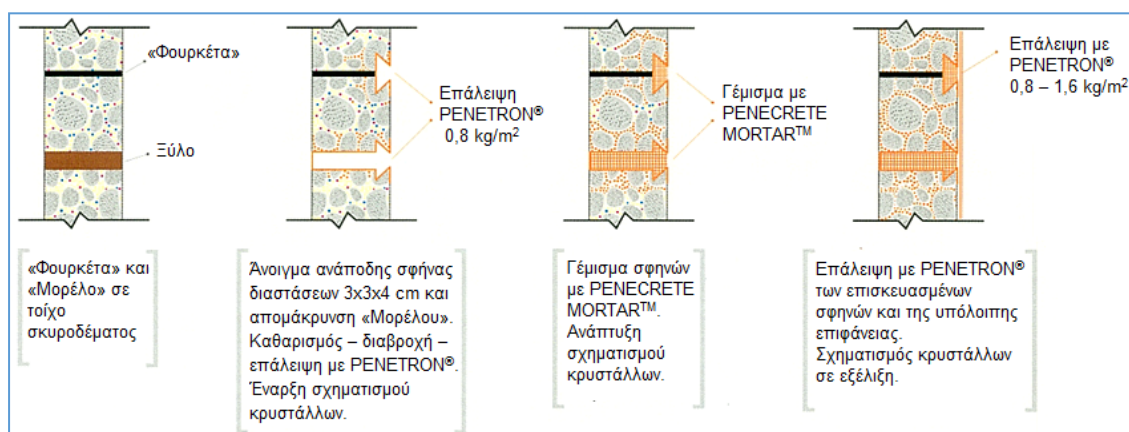 «Φουρκέτα»
Ξύλο
Επάλειψη
PENETRON®
0,8 kg/m²
Γέμισμα με
PENECRETE
MORTAR™
Επάλειψη με
PENETRON®
0,8 – 1,6 kg/m²
«Φουρκέτα» και
«Μορέλο» σε
τοίχο
σκυροδέματος
Άνοιγμα ανάποδης σφήνας
διαστάσεων 3x3x4 cm και
απομάκρυνση «Μορέλου».
Καθαρισμός – διαβροχή –
επάλειψη με PENETRON®.
Έναρξη σχηματισμού
κρυστάλλων.
Γέμισμα σφηνών
με PENECRETE
MORTAR™.
Ανάπτυξη
σχηματισμού
κρυστάλλων.
Επάλειψη με PENETRON®
των επισκευασμένων
σφηνών και της υπόλοιπης
επιφάνειας.
Σχηματισμός κρυστάλλων
σε εξέλιξη.